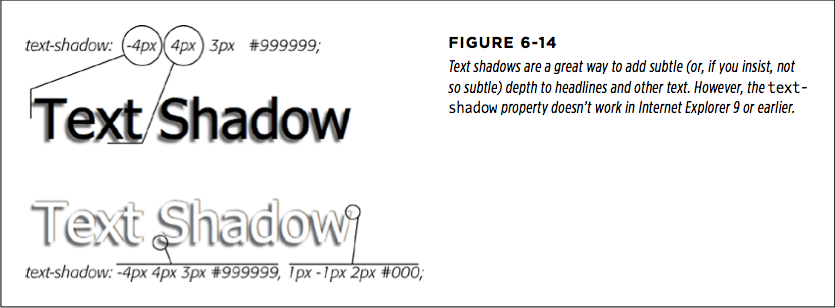 text-shadow: -4px 4px 3px #999999;
Text Shadow
Text Shadow
text-shadow: -4px 4px 3px #999999, 1px -1px 2px #000;
FIGURE 6-14
Text shadows are a great way to add subtle (or, if you insist, not
so subtle) depth to headlines and other text. However, the text-
shadow property doesn’t work in Internet Explorer 9 or earlier.